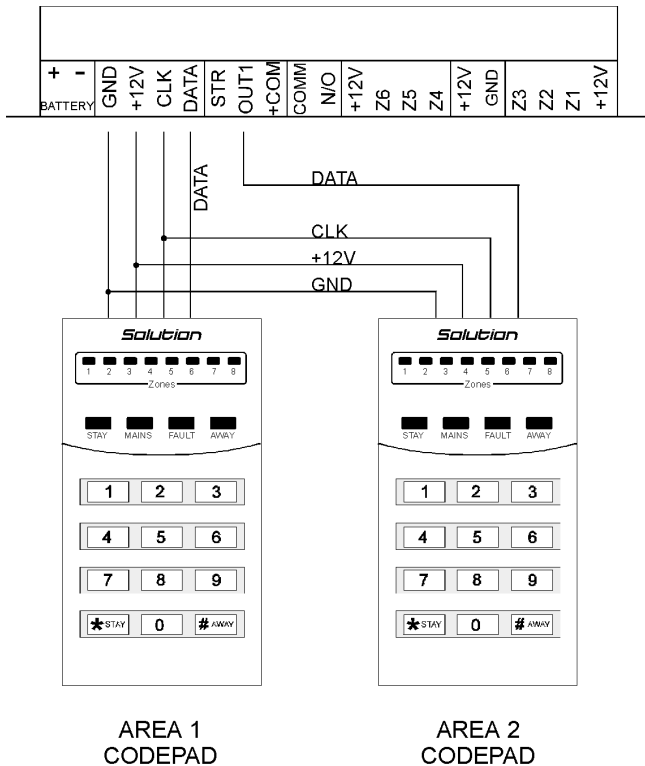 + - GND +12V CLK DATA STR OUT1 +COM COMM N/O +12V Z6 Z5 Z4 +12V GND Z3 Z2 Z1 +12V
BATTERY
DATA
DATA
CLK
+12V
GND
Solution
1 2 3 4 5 6 7 8
Zones
STAY MAINS FAULT AWAY
1 2 3
4 5 6
7 8 9
*STAY 0 # AWAY
AREA 1
CODEPAD
Solution
1 2 3 4 5 6 7 8
Zones
STAY MAINS FAULT AWAY
1 2 3
4 5 6
7 8 9
*STAY 0 # AWAY
AREA 2
CODEPAD